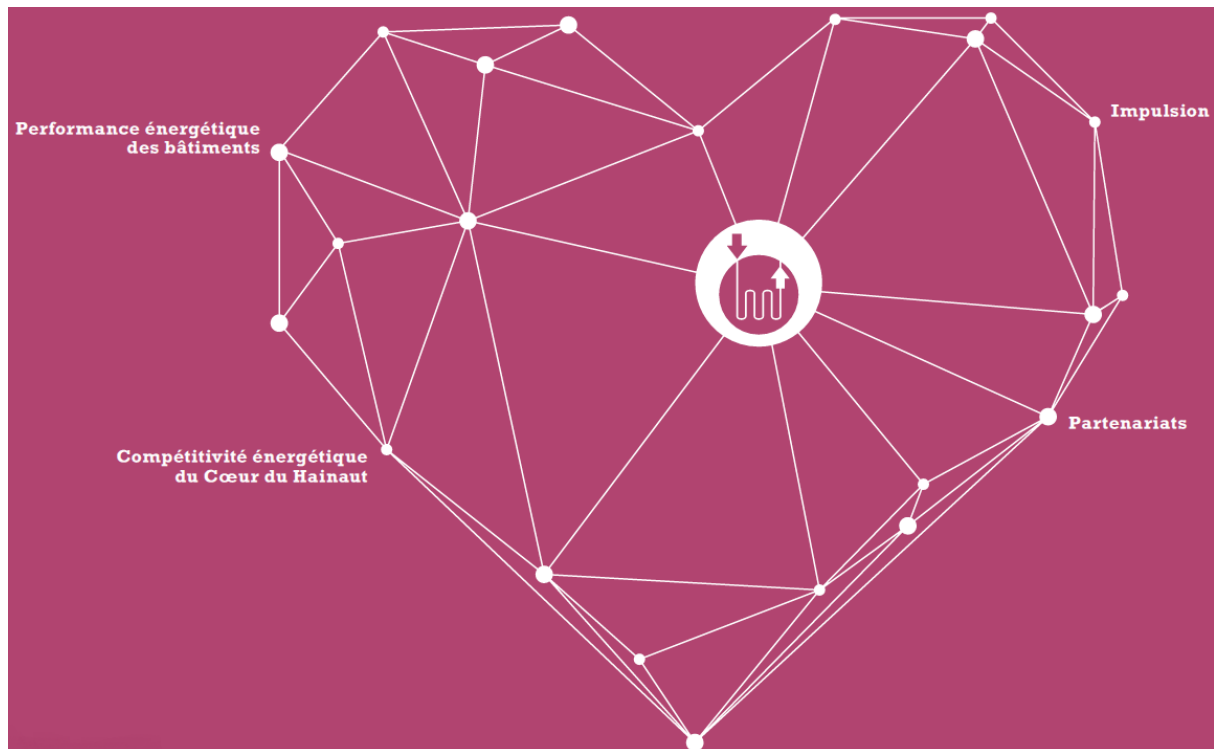 Performance énergétique
des bâtiments
Impulsion
Compétitivité énergétique
du Cœur du Hainaut
Partenariats